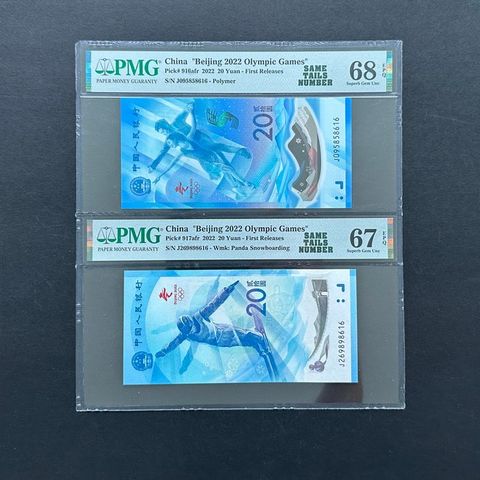 PMG
PAPER MONEY GUARANTY
China "Beijing 2022 Olympic Games"
Pick# 916afr 2022 20 Yuan - First Releases
S/N J095858616 - Polymer
SAME
TAILS
NUMBER
68 EPQ
Superb Gem Unc
中国人民银行
20
贰拾圆
J095858616
PMG
PAPER MONEY GUARANTY
China "Beijing 2022 Olympic Games"
Pick# 917afr 2022 20 Yuan - First Releases
S/N J269898616 - Wmk: Panda Snowboarding
SAME
TAILS
NUMBER
67 EPQ
Superb Gem Unc
中国人民银行
20
贰拾圆
J269898616